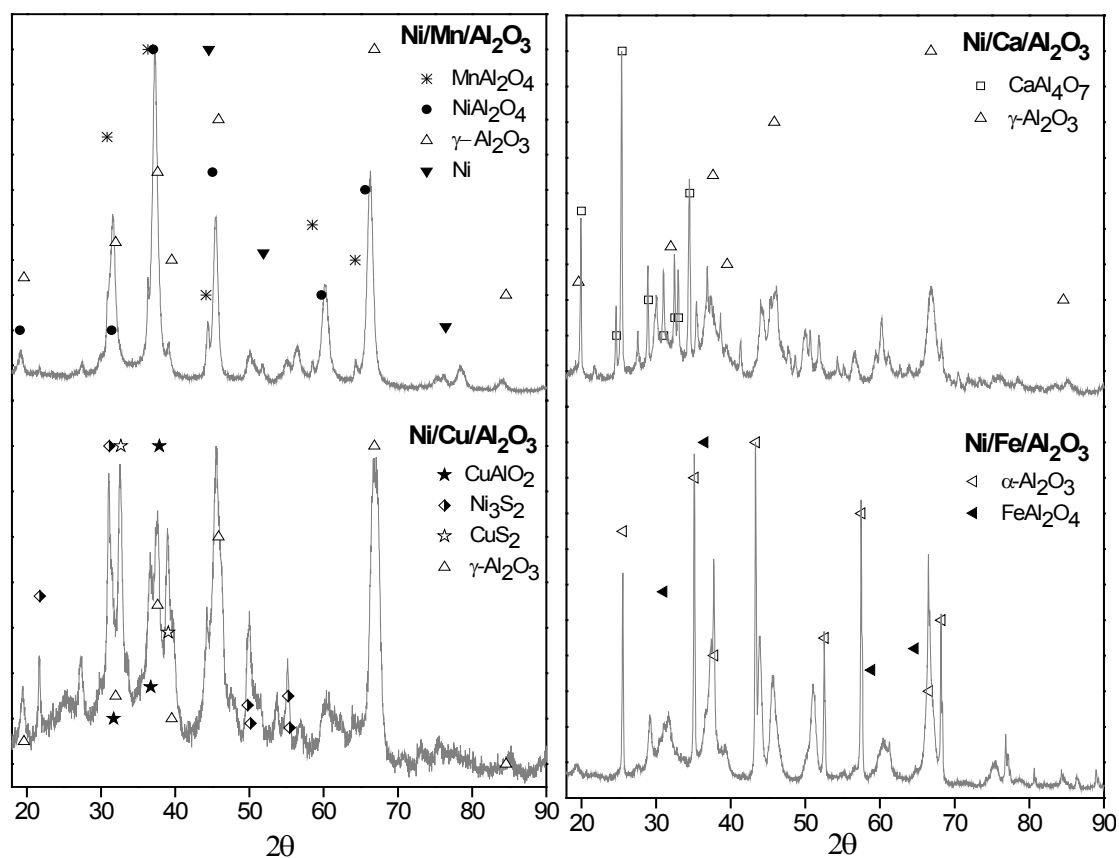 Ni/Mn/Al2O3
MnAl2O4
NiAl2O4
γ–Al2O3
Ni
Ni/Ca/Al2O3
CaAl4O7
γ-Al2O3
Ni/Cu/Al2O3
CuAlO2
Ni3S2
CuS2
γ-Al2O3
20 30 40 50 60 70 80 90
2θ
Ni/Fe/Al2O3
α-Al2O3
FeAl2O4
20 30 40 50 60 70 80 90
2θ